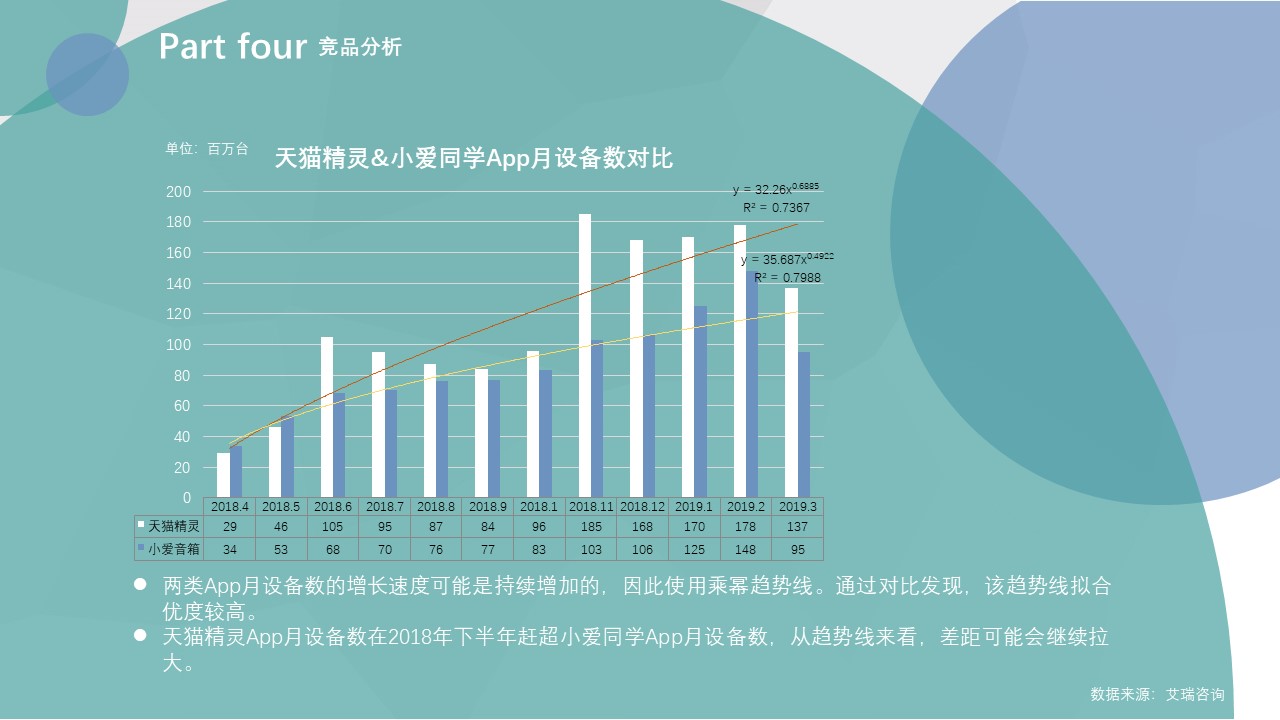 Part four 竞品分析
单位：百万台
天猫精灵&小爱同学App月设备数对比
y = 32.26x^0.6885
R² = 0.7367
y = 35.687x^0.4922
R² = 0.7988
200
180
160
140
120
100
80
60
40
20
0
2018.4 2018.5 2018.6 2018.7 2018.8 2018.9 2018.1 2018.11 2018.12 2019.1 2019.2 2019.3
天猫精灵 29 46 105 95 87 84 96 185 168 170 178 137
小爱音箱 34 53 68 70 76 77 83 103 106 125 148 95
● 两类App月设备数的增长速度可能是持续增加的，因此使用乘幂趋势线。通过对比发现，该趋势线拟合
优度较高。
● 天猫精灵App月设备数在2018年下半年赶超小爱同学App月设备数，从趋势线来看，差距可能会继续拉
大。
数据来源：艾瑞咨询